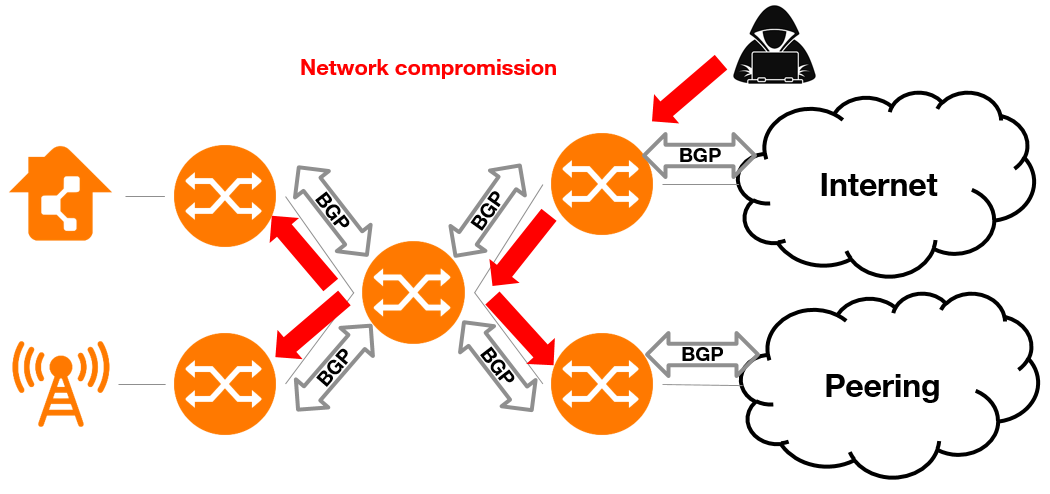 Network compromission
BGP
Internet
BGP
BGP
BGP
BGP
BGP
Peering